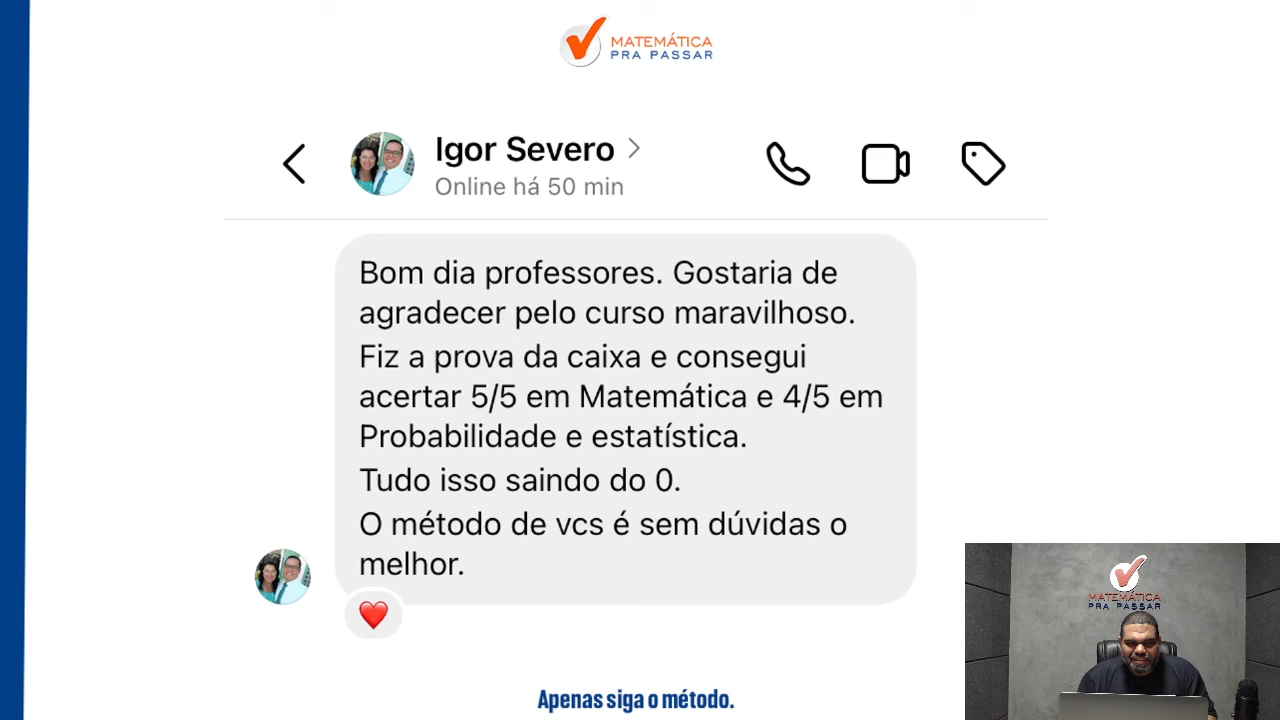 MATEMÁTICA
PRA PASSAR
Igor Severo
Online há 50 min
Bom dia professores. Gostaria de
agradecer pelo curso maravilhoso.
Fiz a prova da caixa e consegui
acertar 5/5 em Matemática e 4/5 em
Probabilidade e estatística.
Tudo isso saindo do 0.
O método de vcs é sem dúvidas o
melhor.
MATEMÁTICA
PRA PASSAR
Apenas siga o método.